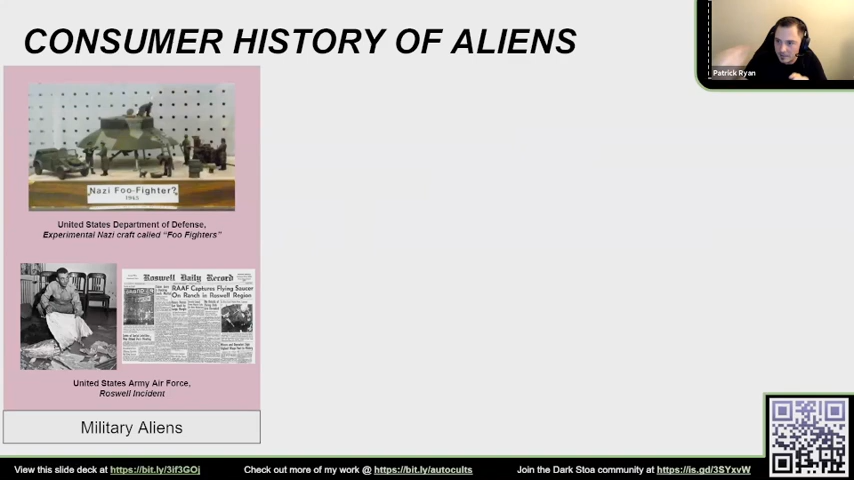 CONSUMER HISTORY OF ALIENS
Patrick Ryan
Nazi Foo-Fighter?
1945
United States Department of Defense,
Experimental Nazi craft called “Foo Fighters”
Roswell Daily Record
RAAF Captures Flying Saucer
On Ranch in Roswell Region
United States Army Air Force,
Roswell Incident
Military Aliens
View this slide deck at https://bit.ly/3if3GOj
Check out more of my work @ https://bit.ly/autocults
Join the Dark Stoa community at https://is.gd/3SYxvW